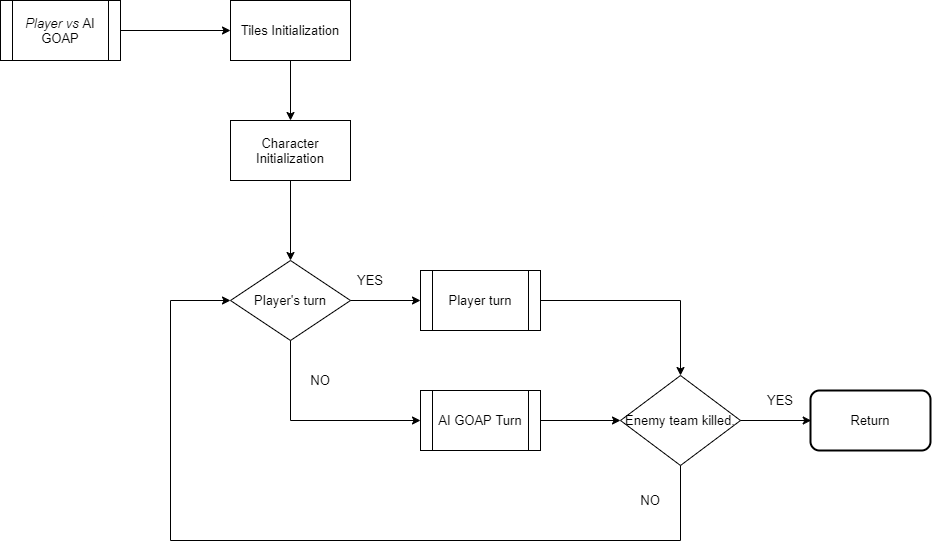 Player vs AI
GOAP
Tiles Initialization
Character
Initialization
Player's turn
YES
Player turn
NO
AI GOAP Turn
Enemy team killed
YES
Return
NO